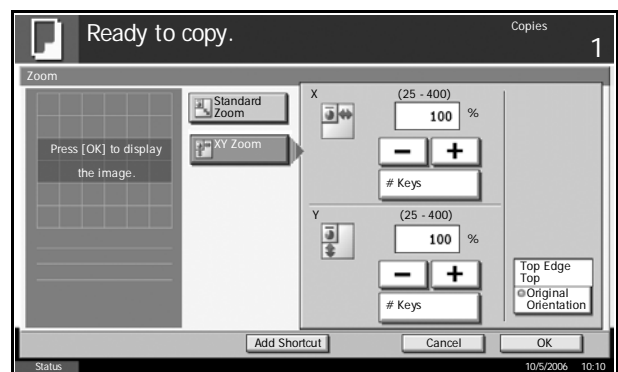 Ready to copy.
Copies
1
Zoom
Press [OK] to display
the image.
Standard
Zoom
XY Zoom
X
(25 - 400)
100 %
# Keys
Y
(25 - 400)
100 %
# Keys
Top Edge
Top
Original
Orientation
Add Shortcut
Cancel
OK
Status
10/5/2006 10:10